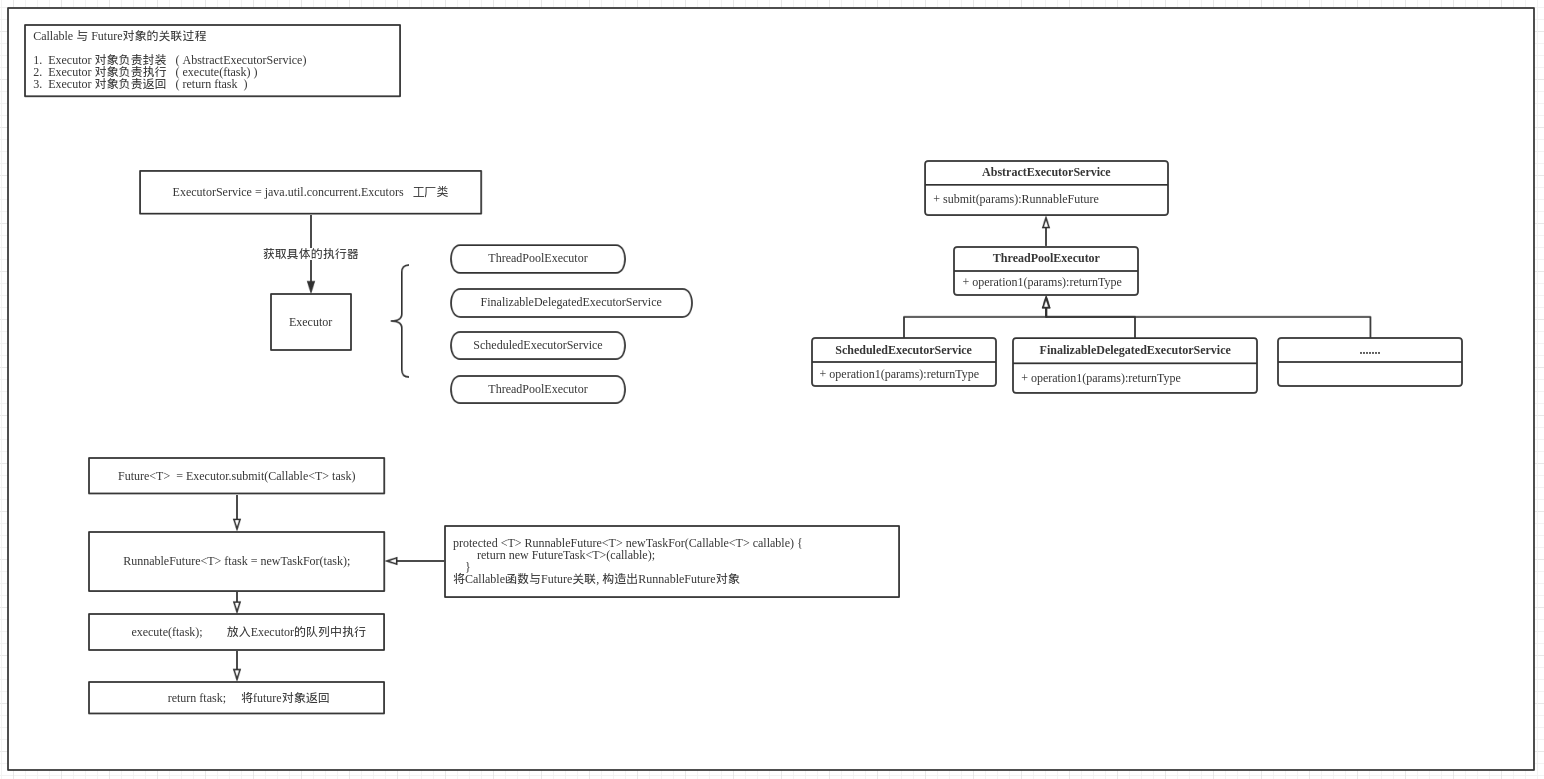 Callable 与 Future对象的关联过程
1. Executor 对象负责封装 ( AbstractExecutorService)
2. Executor 对象负责执行 ( execute(ftask) )
3. Executor 对象负责返回 ( return ftask )
ExecutorService = java.util.concurrent.Excutors 工厂类
获取具体的执行器
Executor
ThreadPoolExecutor
FinalizableDelegatedExecutorService
ScheduledExecutorService
ThreadPoolExecutor
AbstractExecutorService
+ submit(params):RunnableFuture
ThreadPoolExecutor
+ operation1(params):returnType
ScheduledExecutorService
+ operation1(params):returnType
FinalizableDelegatedExecutorService
+ operation1(params):returnType
.......
Future<T> = Executor.submit(Callable<T> task)
RunnableFuture<T> ftask = newTaskFor(task);
protected <T> RunnableFuture<T> newTaskFor(Callable<T> callable) {
return new FutureTask<T>(callable);
}
将Callable函数与Future关联, 构造出RunnableFuture对象
execute(ftask); 放入Executor的队列中执行
return ftask; 将future对象返回